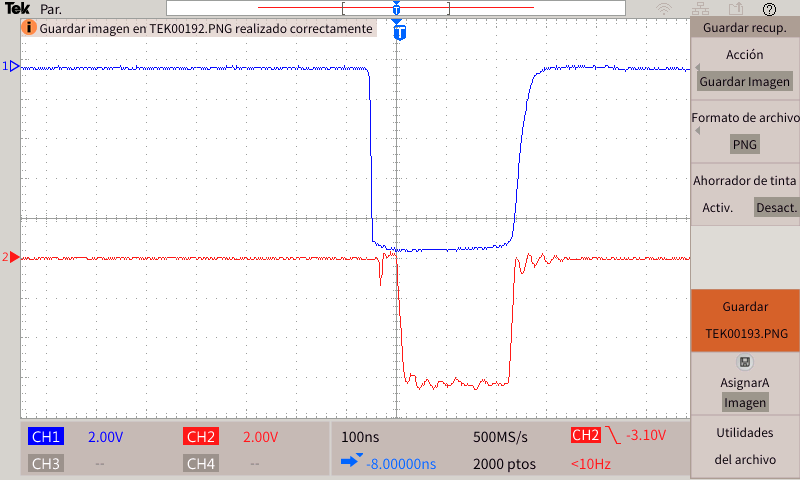 Tek Par.
Guardar imagen en TEK00192.PNG realizado correctamente
T
T
1
2
Guardar recup.
Acción
Guardar Imagen
Formato de archivo
PNG
Ahorrador de tinta
Activ. Desact.
Guardar
TEK00193.PNG
AsignarA
Imagen
Utilidades
del archivo
CH1 2.00V CH2 2.00V
CH3 -- CH4 --
100ns 500MS/s CH2 -3.10V
-8.00000ns 2000 ptos <10Hz